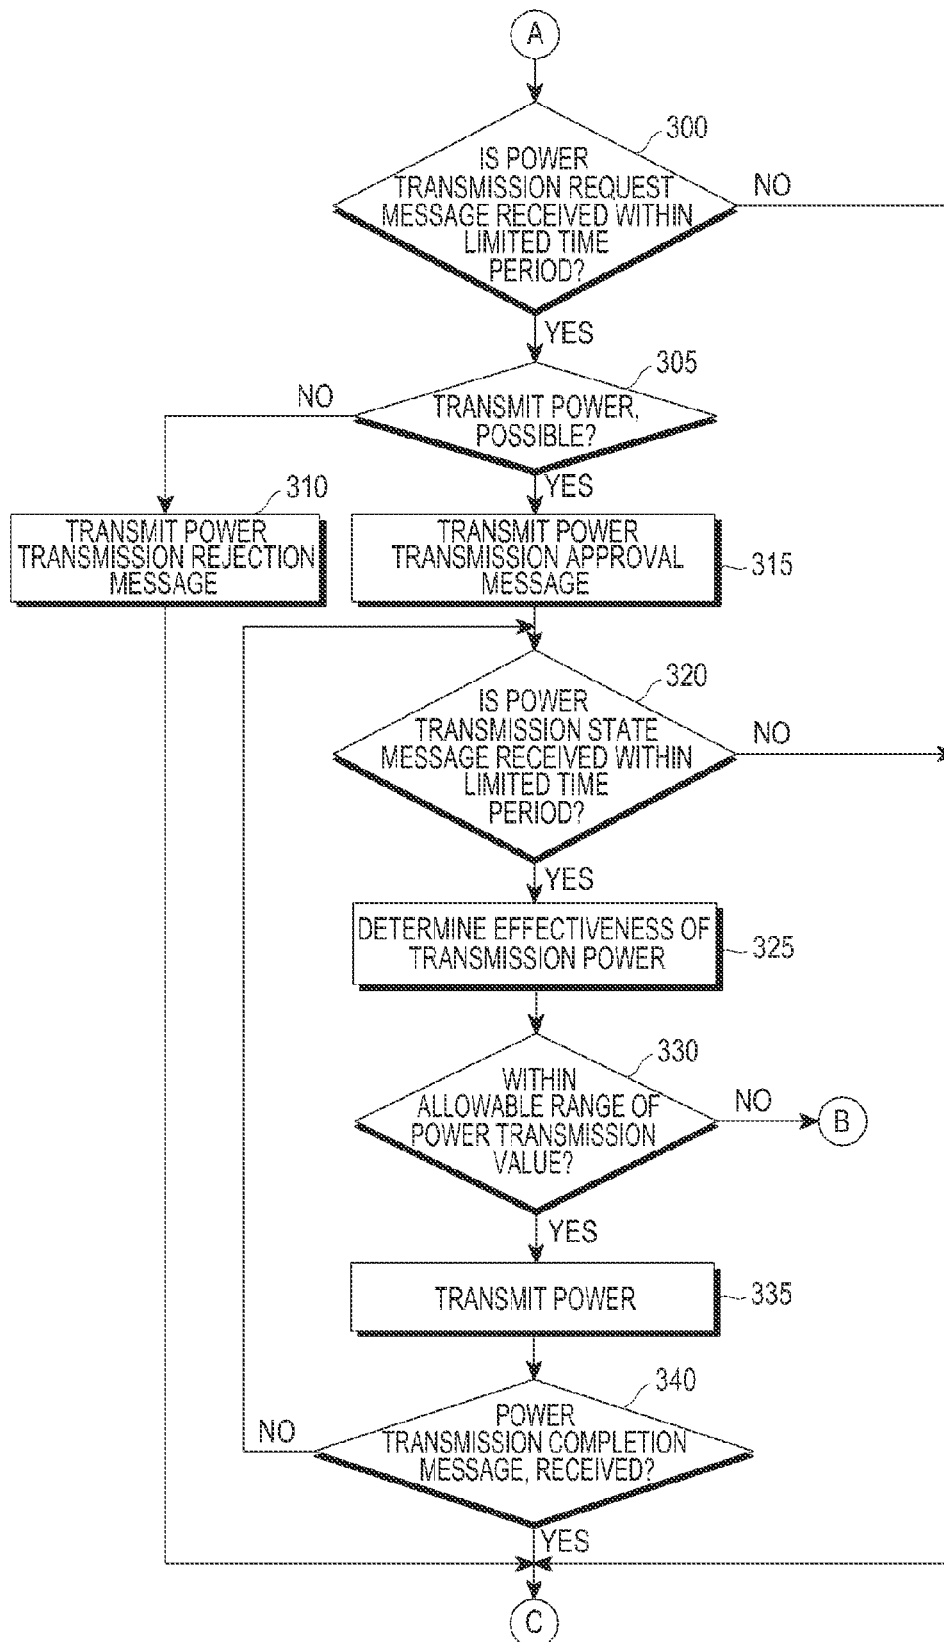 A
300
IS POWER
TRANSMISSION REQUEST
MESSAGE RECEIVED WITHIN
LIMITED TIME
PERIOD?
NO
YES
305
NO
TRANSMIT POWER,
POSSIBLE?
YES
310
TRANSMIT POWER
TRANSMISSION REJECTION
MESSAGE
TRANSMIT POWER
TRANSMISSION APPROVAL
MESSAGE
315
320
IS POWER
TRANSMISSION STATE
MESSAGE RECEIVED WITHIN
LIMITED TIME
PERIOD?
NO
YES
DETERMINE EFFECTIVENESS OF
TRANSMISSION POWER
325
330
WITHIN
ALLOWABLE RANGE OF
POWER TRANSMISSION
VALUE?
NO
B
YES
TRANSMIT POWER
335
340
NO
POWER
TRANSMISSION COMPLETION
MESSAGE, RECEIVED?
YES
C